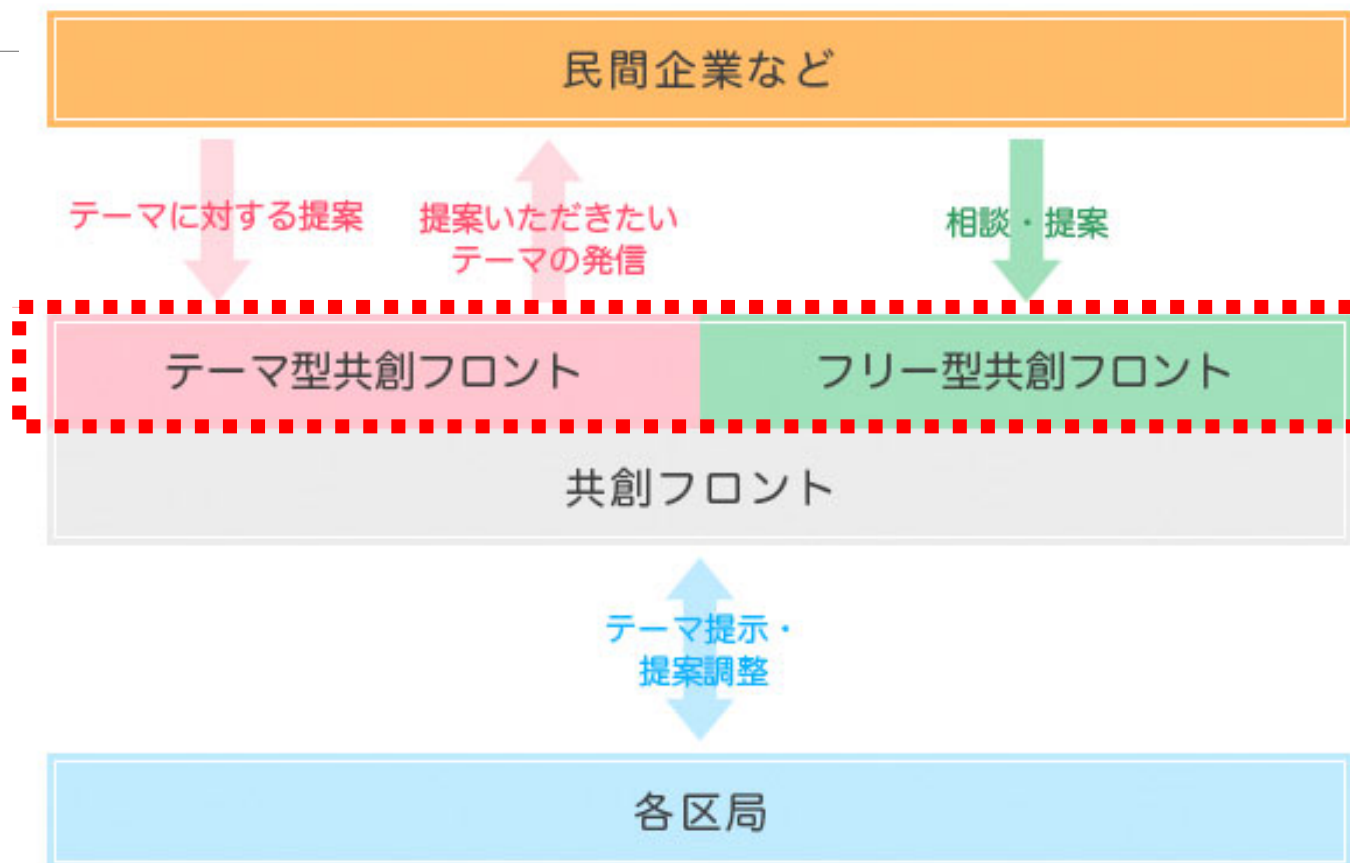 民間企業など
テーマに対する提案
提案いただきたい
テーマの発信
相談・提案
テーマ型共創フロント
フリー型共創フロント
共創フロント
テーマ提示・
提案調整
各区局